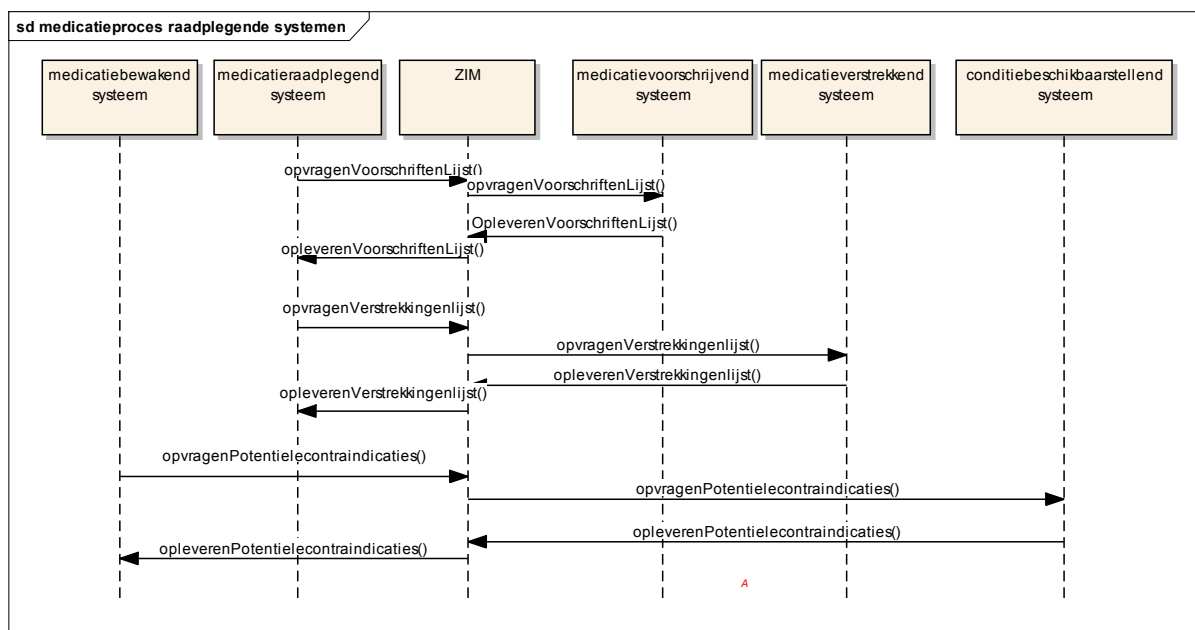 sd medicatieproces raadplegende systemen
medicatiebewakend
systeem
medicatieraadplegend
systeem
ZIM
medicatievoorschrijvend
systeem
medicatieverstrekkend
systeem
conditiebeschikbaarstellend
systeem
opvragenVoorschriftenLijst()
opvragenVoorschriftenLijst()
OpleverenVoorschriftenLijst()
opleverenVoorschriftenLijst()
opvragenVerstrekkingenlijst()
opvragenVerstrekkingenlijst()
opleverenVerstrekkingenlijst()
opleverenVerstrekkingenlijst()
opvragenPotentielecontraindicaties()
opvragenPotentielecontraindicaties()
opleverenPotentielecontraindicaties()
opleverenPotentielecontraindicaties()
A